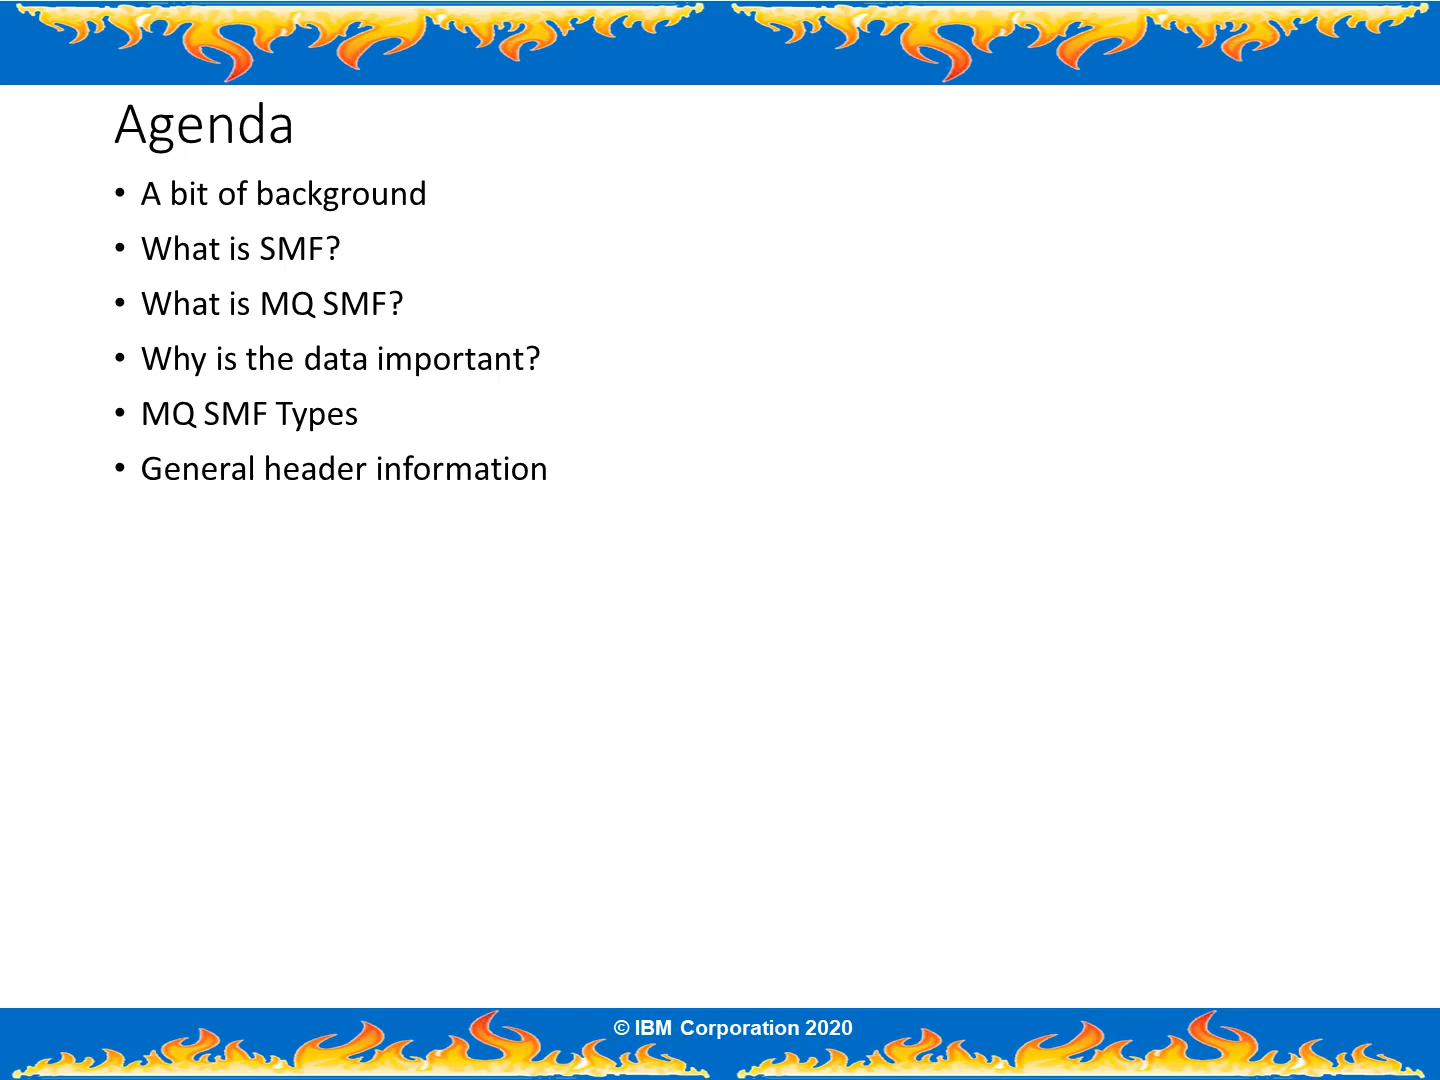 Agenda
• A bit of background
• What is SMF?
• What is MQ SMF?
• Why is the data important?
• MQ SMF Types
• General header information
© IBM Corporation 2020